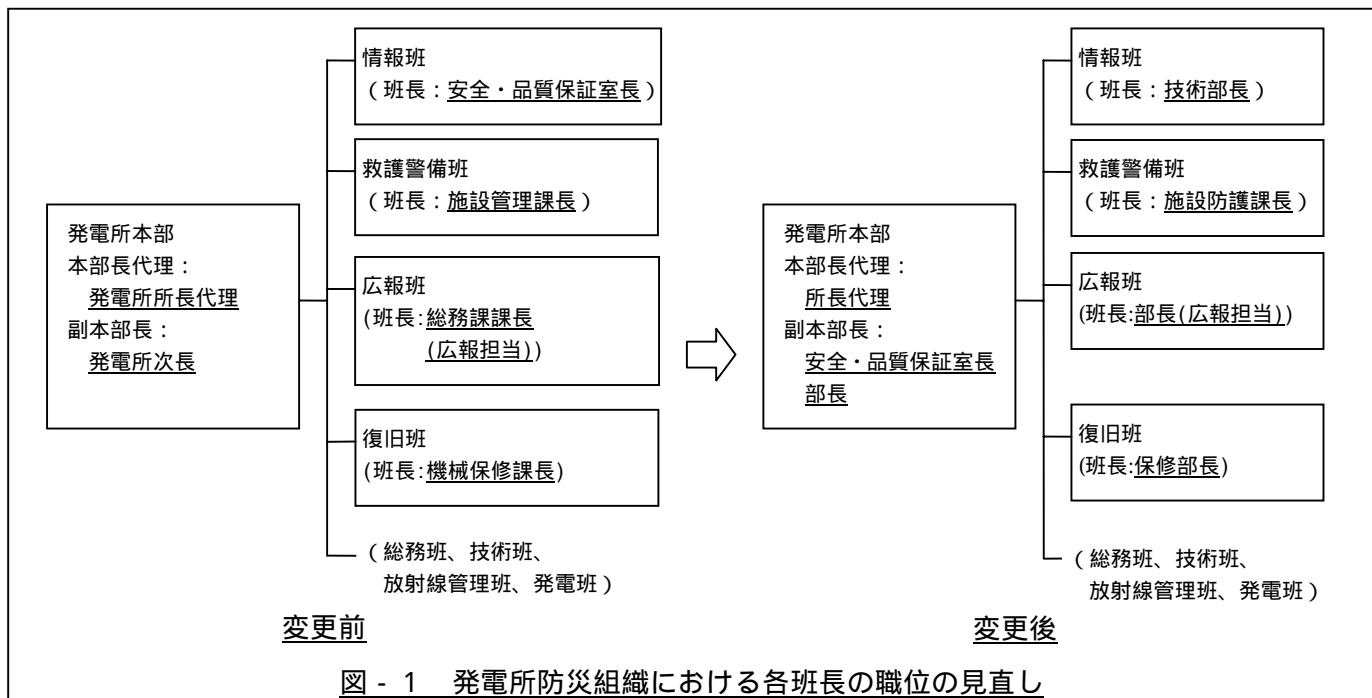 発電所本部
本部長代理：
発電所所長代理
副本部長：
発電所次長
情報班
（班長：安全・品質保証室長）
救護警備班
（班長：施設管理課長）
広報班
(班長:総務課課長
(広報担当))
復旧班
(班長:機械保修課長)
（総務班、技術班、
放射線管理班、発電班）
変更前
発電所本部
本部長代理：
所長代理
副本部長：
安全・品質保証室長
部長
情報班
（班長：技術部長）
救護警備班
（班長：施設防護課長）
広報班
(班長:部長(広報担当))
復旧班
(班長:保修部長)
（総務班、技術班、
放射線管理班、発電班）
変更後
図 - 1　発電所防災組織における各班長の職位の見直し